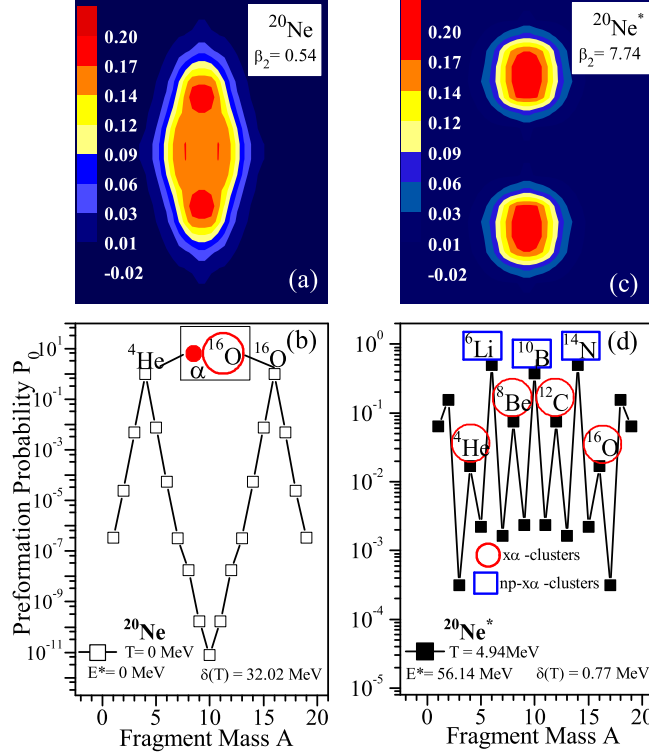 0.20
0.17
0.14
0.12
0.09
0.06
0.03
0.01
-0.02
20Ne
β2= 0.54
(a)
0.20
0.17
0.14
0.12
0.09
0.06
0.03
0.01
-0.02
20Ne*
β2= 7.74
(c)
Preformation Probability P0
10^1
10^-1
10^-3
10^-5
10^-7
10^-9
10^-11
4He
α
16O
16O
(b)
20Ne
T= 0 MeV
E*= 0 MeV
δ(T) = 32.02 MeV
0
5
10
15
20
Fragment Mass A
10^0
10^-1
10^-2
10^-3
10^-4
10^-5
6Li
10B
14N
(d)
8Be
12C
4He
16O
xα -clusters
np-xα -clusters
20Ne*
T = 4.94MeV
E*= 56.14 MeV
δ(T) = 0.77 MeV
0
5
10
15
20
Fragment Mass A